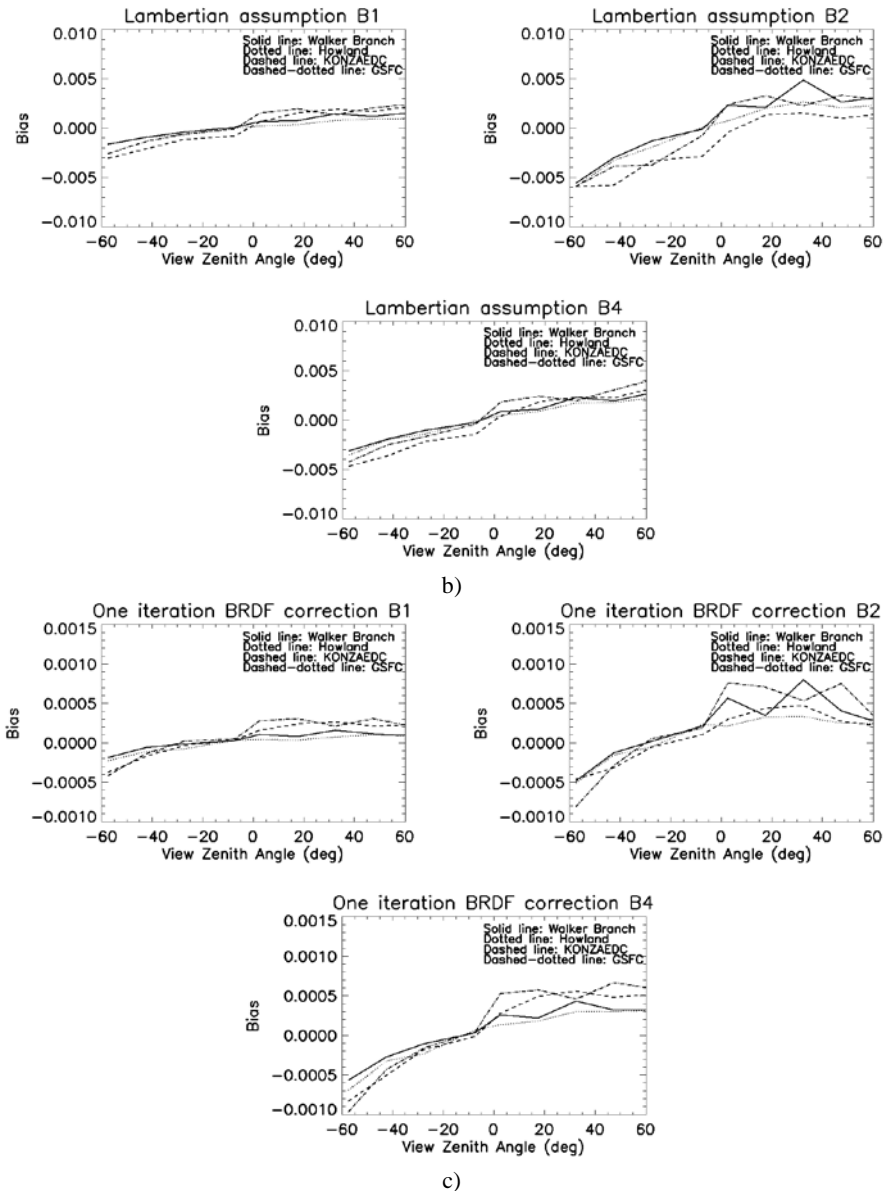 Lambertian assumption B1
0.010
0.005
0.000
−0.005
−0.010
Bias
Solid line: Walker Branch
Dotted line: Howland
Dashed line: KONZAEDC
Dashed-dotted line: GSFC
−60 −40 −20 0 20 40 60
View Zenith Angle (deg)
Lambertian assumption B2
0.010
0.005
0.000
−0.005
−0.010
Bias
Solid line: Walker Branch
Dotted line: Howland
Dashed line: KONZAEDC
Dashed-dotted line: GSFC
−60 −40 −20 0 20 40 60
View Zenith Angle (deg)
Lambertian assumption B4
0.010
0.005
0.000
−0.005
−0.010
Bias
Solid line: Walker Branch
Dotted line: Howland
Dashed line: KONZAEDC
Dashed-dotted line: GSFC
−60 −40 −20 0 20 40 60
View Zenith Angle (deg)
b)
One iteration BRDF correction B1
0.0015
0.0010
0.0005
0.0000
−0.0005
−0.0010
Bias
Solid line: Walker Branch
Dotted line: Howland
Dashed line: KONZAEDC
Dashed-dotted line: GSFC
−60 −40 −20 0 20 40 60
View Zenith Angle (deg)
One iteration BRDF correction B2
0.0015
0.0010
0.0005
0.0000
−0.0005
−0.0010
Bias
Solid line: Walker Branch
Dotted line: Howland
Dashed line: KONZAEDC
Dashed-dotted line: GSFC
−60 −40 −20 0 20 40 60
View Zenith Angle (deg)
One iteration BRDF correction B4
0.0015
0.0010
0.0005
0.0000
−0.0005
−0.0010
Bias
Solid line: Walker Branch
Dotted line: Howland
Dashed line: KONZAEDC
Dashed-dotted line: GSFC
−60 −40 −20 0 20 40 60
View Zenith Angle (deg)
c)